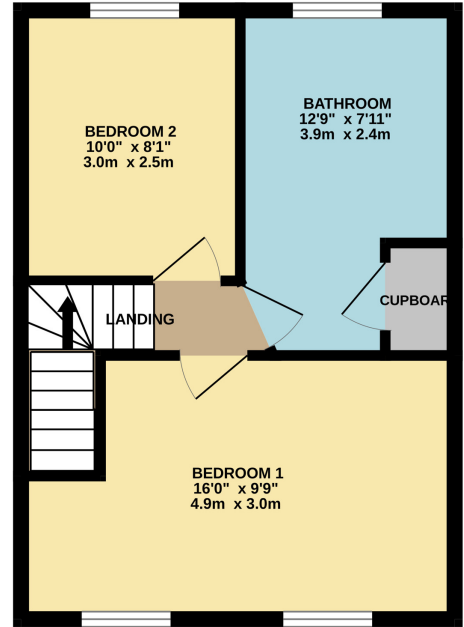 BATHROOM
12'9" x 7'11"
3.9m x 2.4m
BEDROOM 2
10'0" x 8'1"
3.0m x 2.5m
CUPBOAR
LANDING
BEDROOM 1
16'0" x 9'9"
4.9m x 3.0m